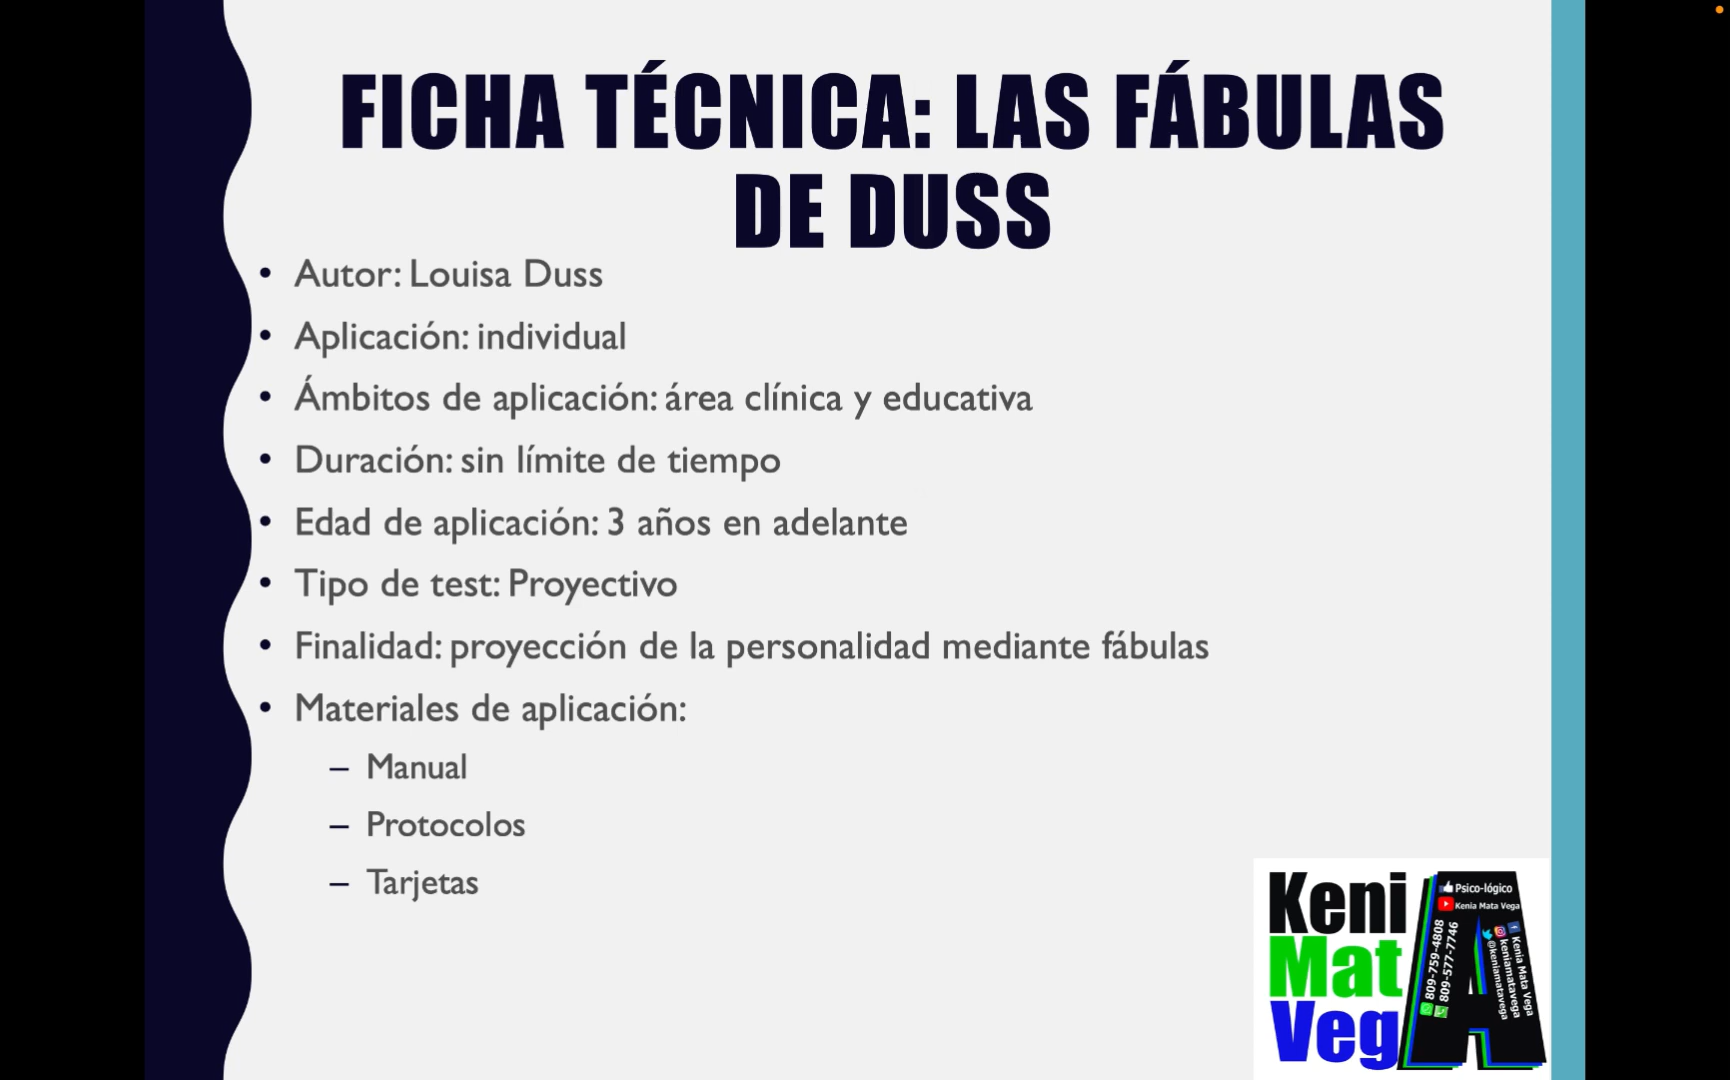 FICHA TÉCNICA: LAS FÁBULAS
DE DUSS
• Autor: Louisa Duss
• Aplicación: individual
• Ámbitos de aplicación: área clínica y educativa
• Duración: sin límite de tiempo
• Edad de aplicación: 3 años en adelante
• Tipo de test: Proyectivo
• Finalidad: proyección de la personalidad mediante fábulas
• Materiales de aplicación:
– Manual
– Protocolos
– Tarjetas
Keni
Mat
Veg
A
Psico-lógico
Kenia Mata Vega
809-759-4808
809-577-7746
Kenia Mata Vega
keniamatavega
@keniamatavega